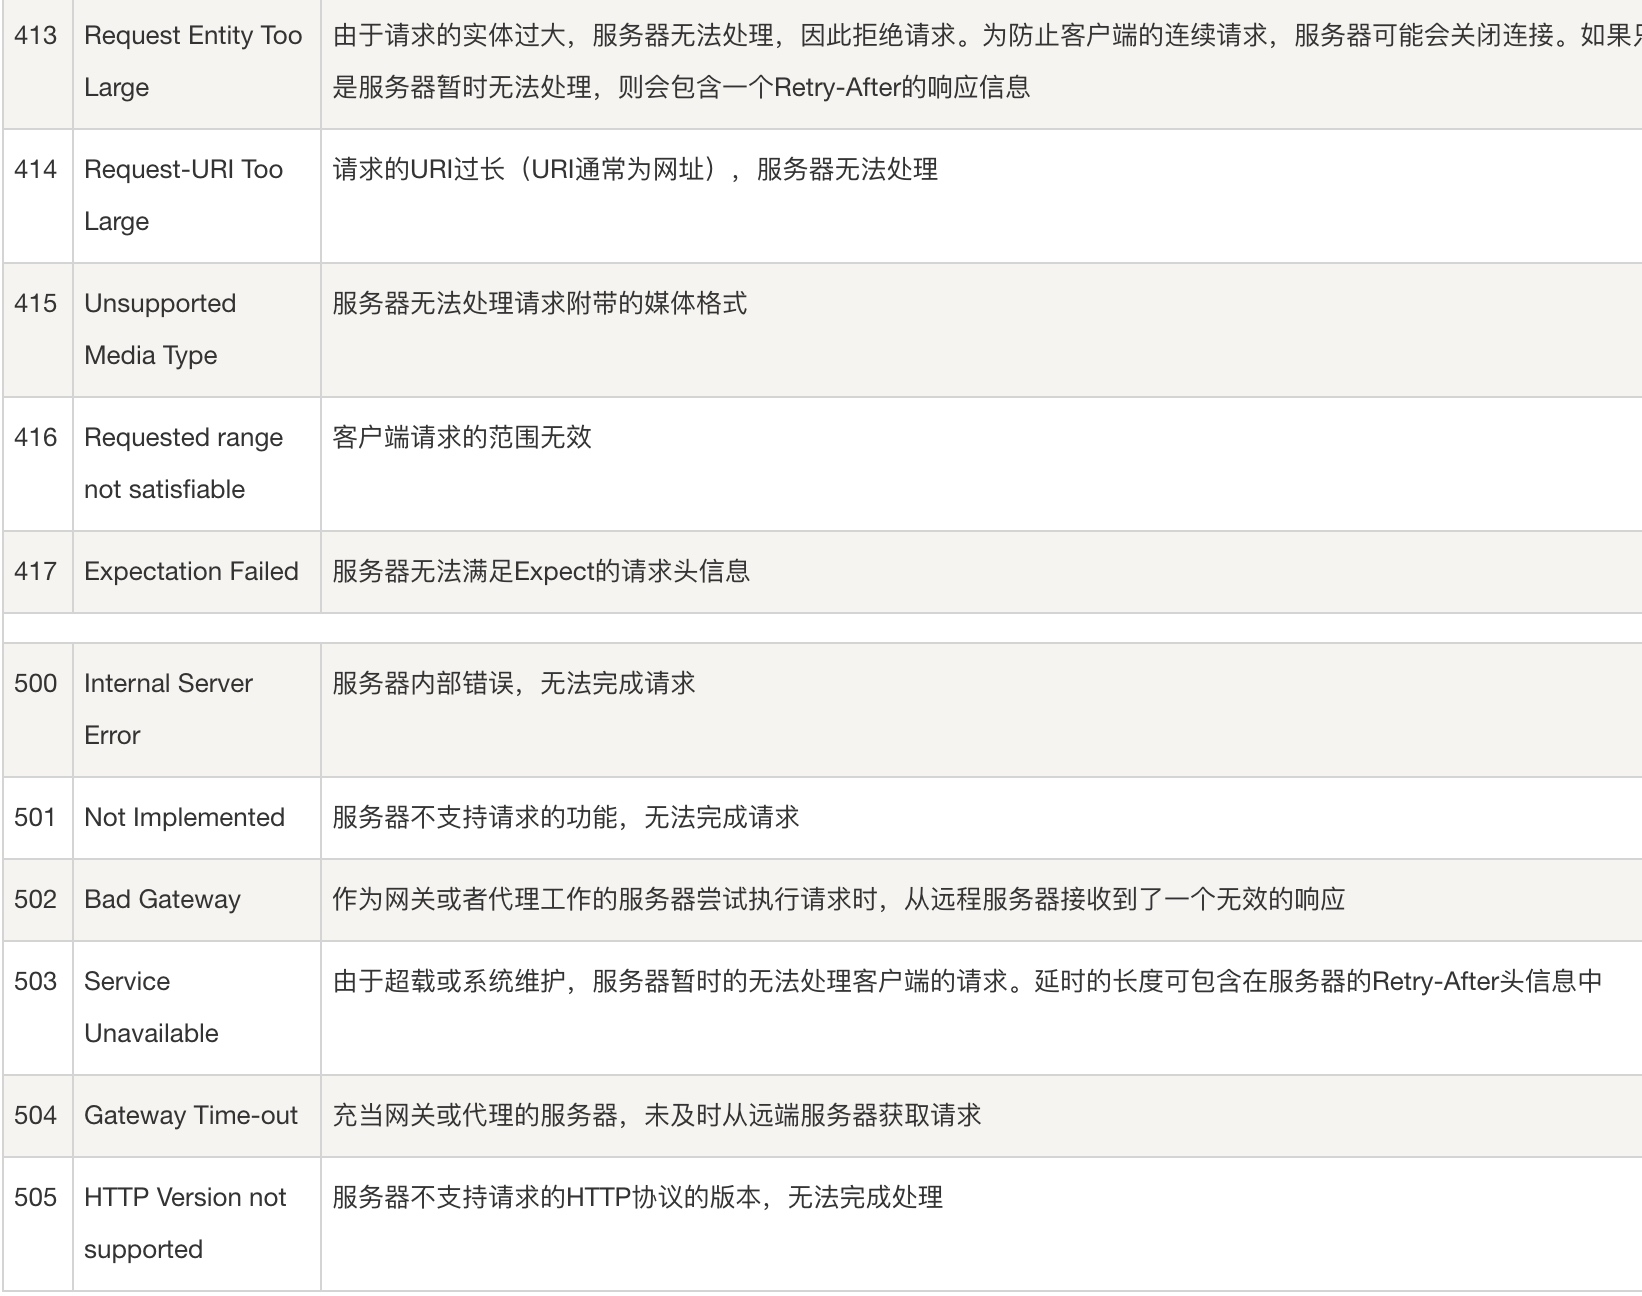 413 Request Entity Too 由于请求的实体过大，服务器无法处理，因此拒绝请求。为防止客户端的连续请求，服务器可能会关闭连接。如果
Large 是服务器暂时无法处理，则会包含一个Retry-After的响应信息
414 Request-URI Too 请求的URI过长（URI通常为网址），服务器无法处理
Large
415 Unsupported 服务器无法处理请求附带的媒体格式
Media Type
416 Requested range 客户端请求的范围无效
not satisfiable
417 Expectation Failed 服务器无法满足Expect的请求头信息
500 Internal Server 服务器内部错误，无法完成请求
Error
501 Not Implemented 服务器不支持请求的功能，无法完成请求
502 Bad Gateway 作为网关或者代理工作的服务器尝试执行请求时，从远程服务器接收到了一个无效的响应
503 Service 由于超载或系统维护，服务器暂时的无法处理客户端的请求。延时的长度可包含在服务器的Retry-After头信息中
Unavailable
504 Gateway Time-out 充当网关或代理的服务器，未及时从远端服务器获取请求
505 HTTP Version not 服务器不支持请求的HTTP协议的版本，无法完成处理
supported